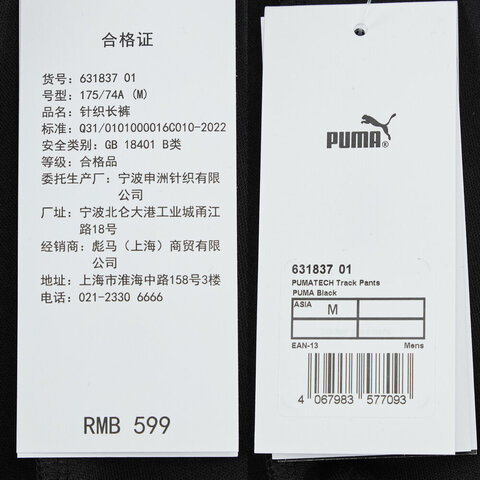 合格证
货号: 631837 01
号型: 175/74A (M)
品名: 针织长裤
标准: Q31/0101000016C010-2022
安全类别: GB 18401 B类
等级: 合格品
委托生产厂: 宁波申洲针织有限
公司
厂址: 宁波北仑大港工业城甬江
路18号
经销商: 彪马（上海）商贸有限
公司
地址: 上海市淮海中路158号3楼
电话: 021-2330 6666
RMB 599
PUMA
631837 01
PUMATECH Track Pants
PUMA Black
ASIA M
EAN-13 Mens
4 067983 577093